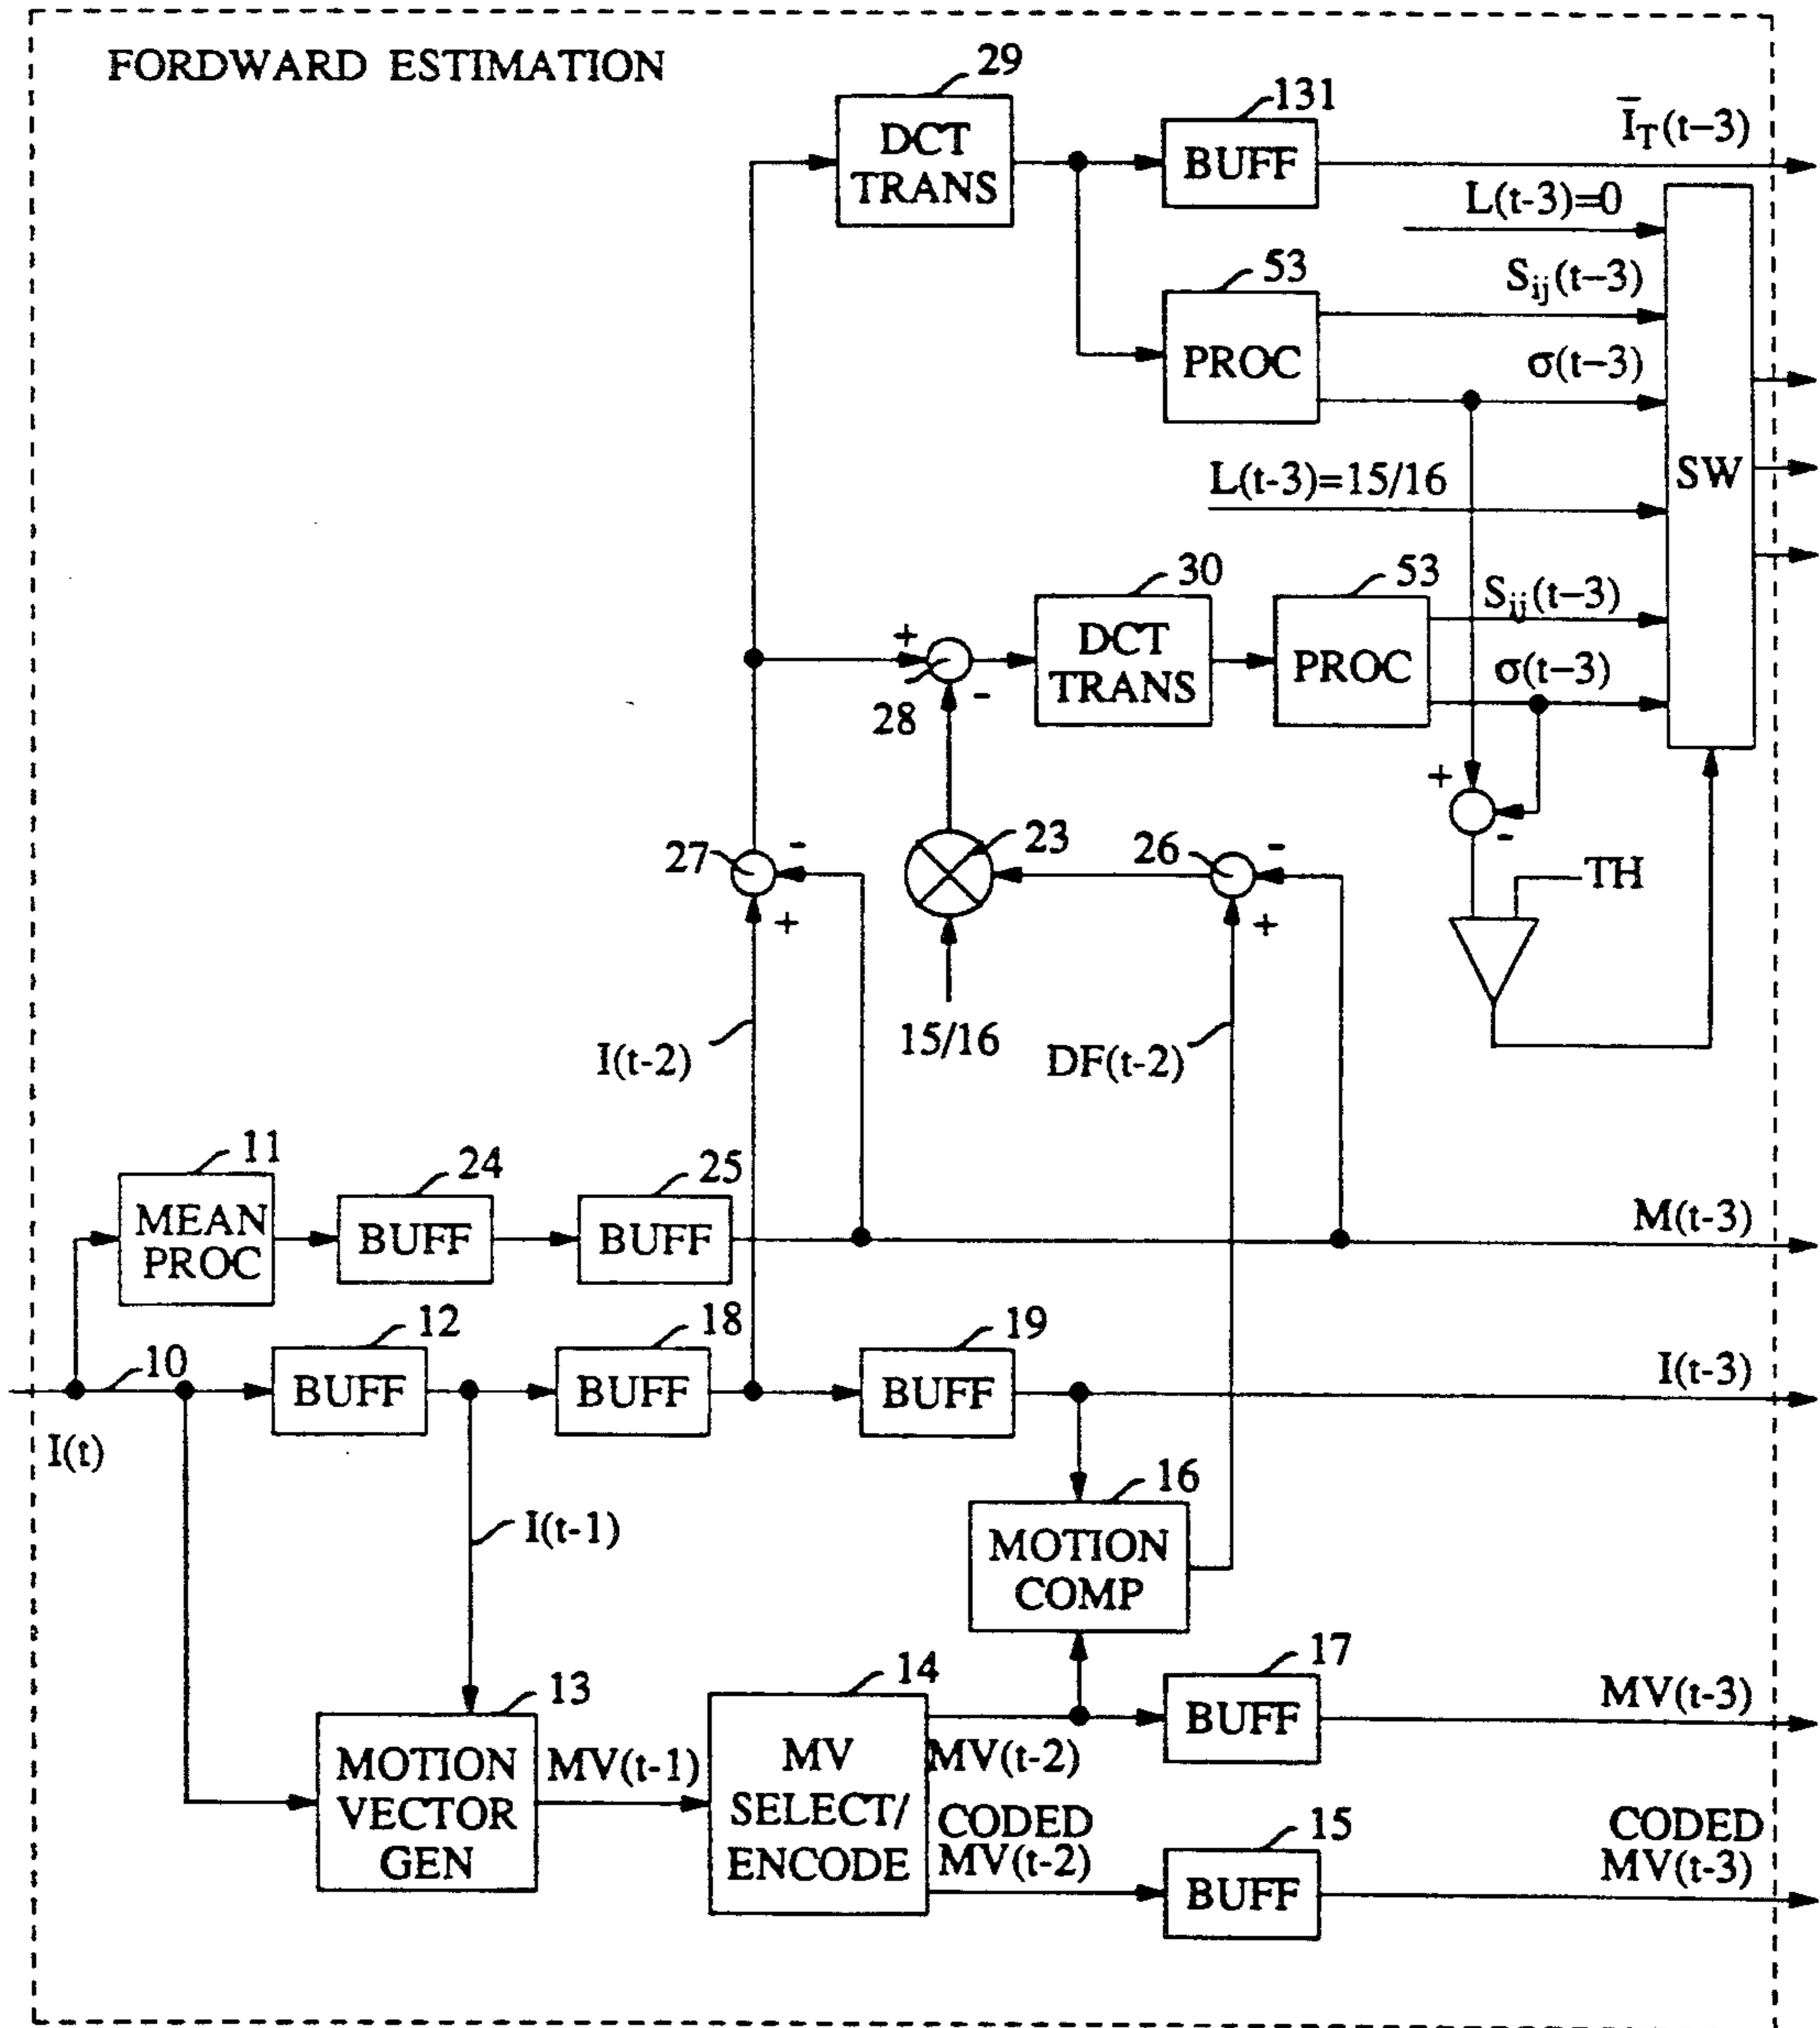 FORDWARD ESTIMATION
29
DCT
TRANS
131
BUFF
Ī_T(t–3)
L(t-3)=0
53
PROC
S_ij(t–3)
σ(t–3)
SW
L(t-3)=15/16
30
DCT
TRANS
53
PROC
S_ij(t–3)
σ(t–3)
+
-
28
+
-
27
-
+
23
26
-
+
TH
15/16
I(t-2)
DF(t-2)
11
MEAN
PROC
24
BUFF
25
BUFF
M(t-3)
10
12
BUFF
18
BUFF
19
BUFF
I(t-3)
I(t)
I(t-1)
16
MOTION
COMP
13
MOTION
VECTOR
GEN
MV(t-1)
14
MV
SELECT/
ENCODE
MV(t-2)
17
BUFF
MV(t-3)
CODED
MV(t-2)
15
BUFF
CODED
MV(t-3)